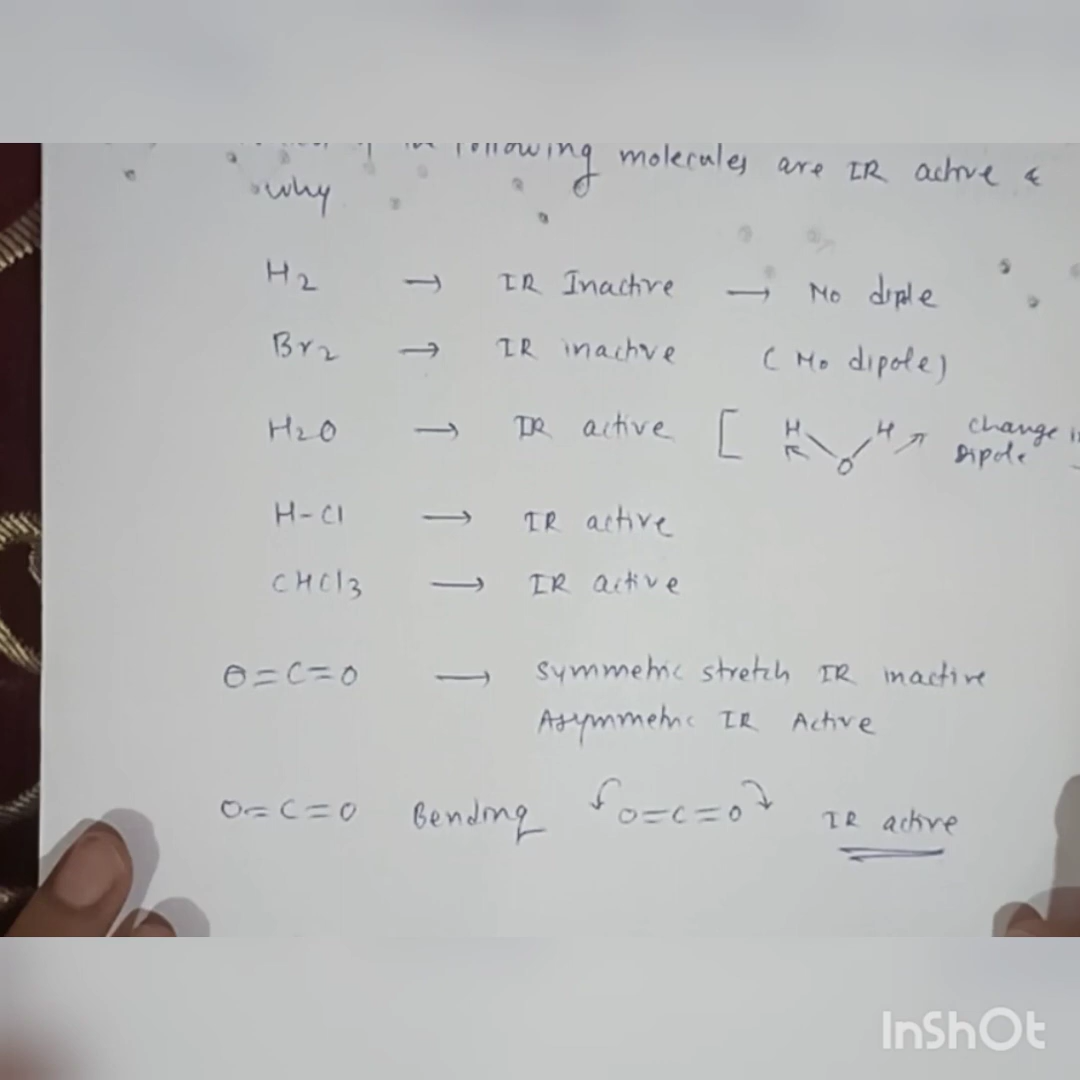 following molecules are IR active &
why
H2 → IR Inactive → No diple
Br2 → IR inactive (No dipole)
H2O → IR active [ H O H change
Dipole
H-Cl → IR active
CHCl3 → IR active
O=C=O → symmetric stretch IR inactive
Asymmetric IR Active
O=C=O Bending O=C=O IR active
InShOt